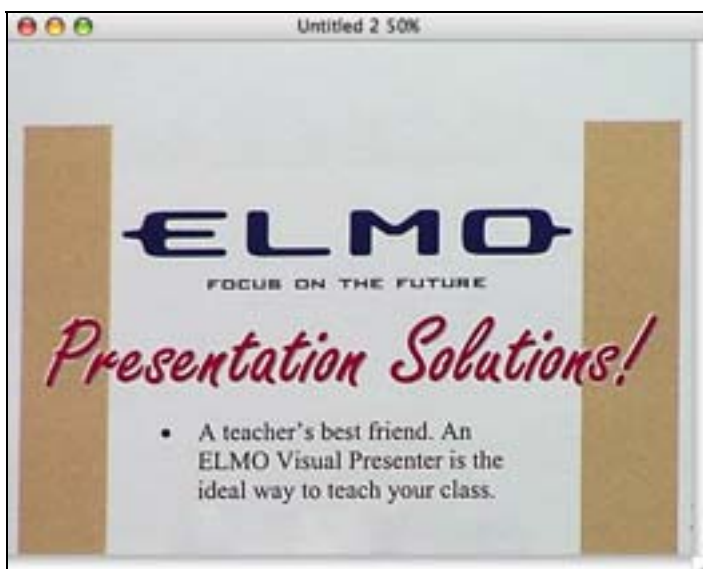 Untitled 2 50%
ELMO
FOCUS ON THE FUTURE
Presentation Solutions!
• A teacher's best friend. An
ELMO Visual Presenter is the
ideal way to teach your class.